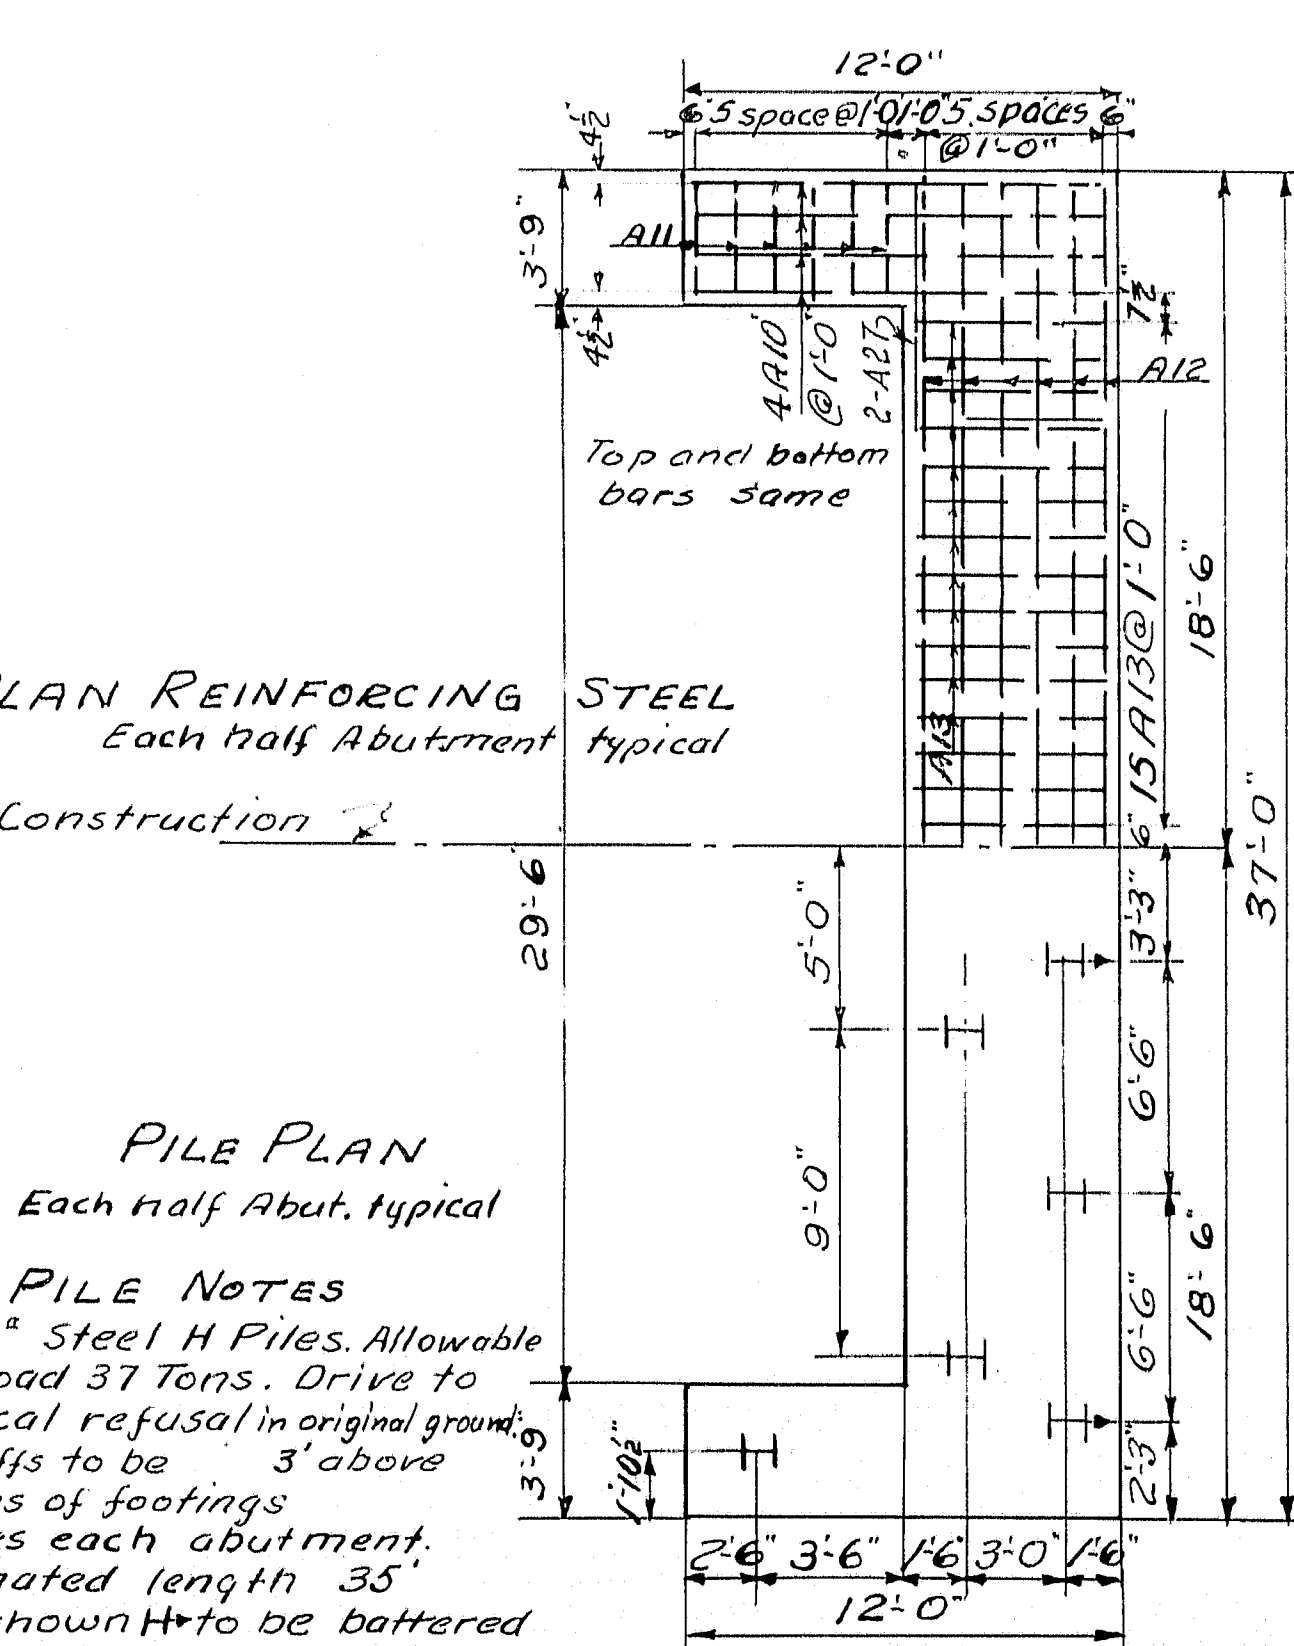 12'-0"
6" 5 space @ 1'-0 1'-0" 5 spaces 6"
@ 1'-0"
4½"
3'-9"
A11
4½"
4 A10
@ 1'-0"
2-A27
7½"
A12
Top and bottom
bars same
15 A13 @ 1'-0"
18'-6"
A13
PLAN REINFORCING STEEL
Each half Abutment typical
Construction
6"
37'-0"
29'-6"
3'-3"
5'-0"
6'-6"
9'-0"
PILE PLAN
Each half Abut. typical
18'-6"
6'-6"
PILE NOTES
" Steel H Piles. Allowable
oad 37 Tons. Drive to
cal refusal in original ground.
ffs to be 3' above
s of footings
s each abutment.
nated length 35'
hown H to be battered
3'-9
1'-10½"
2'-3"
2'-6" 3'-6" 1'-6" 3'-0" 1'-6"
12'-0"